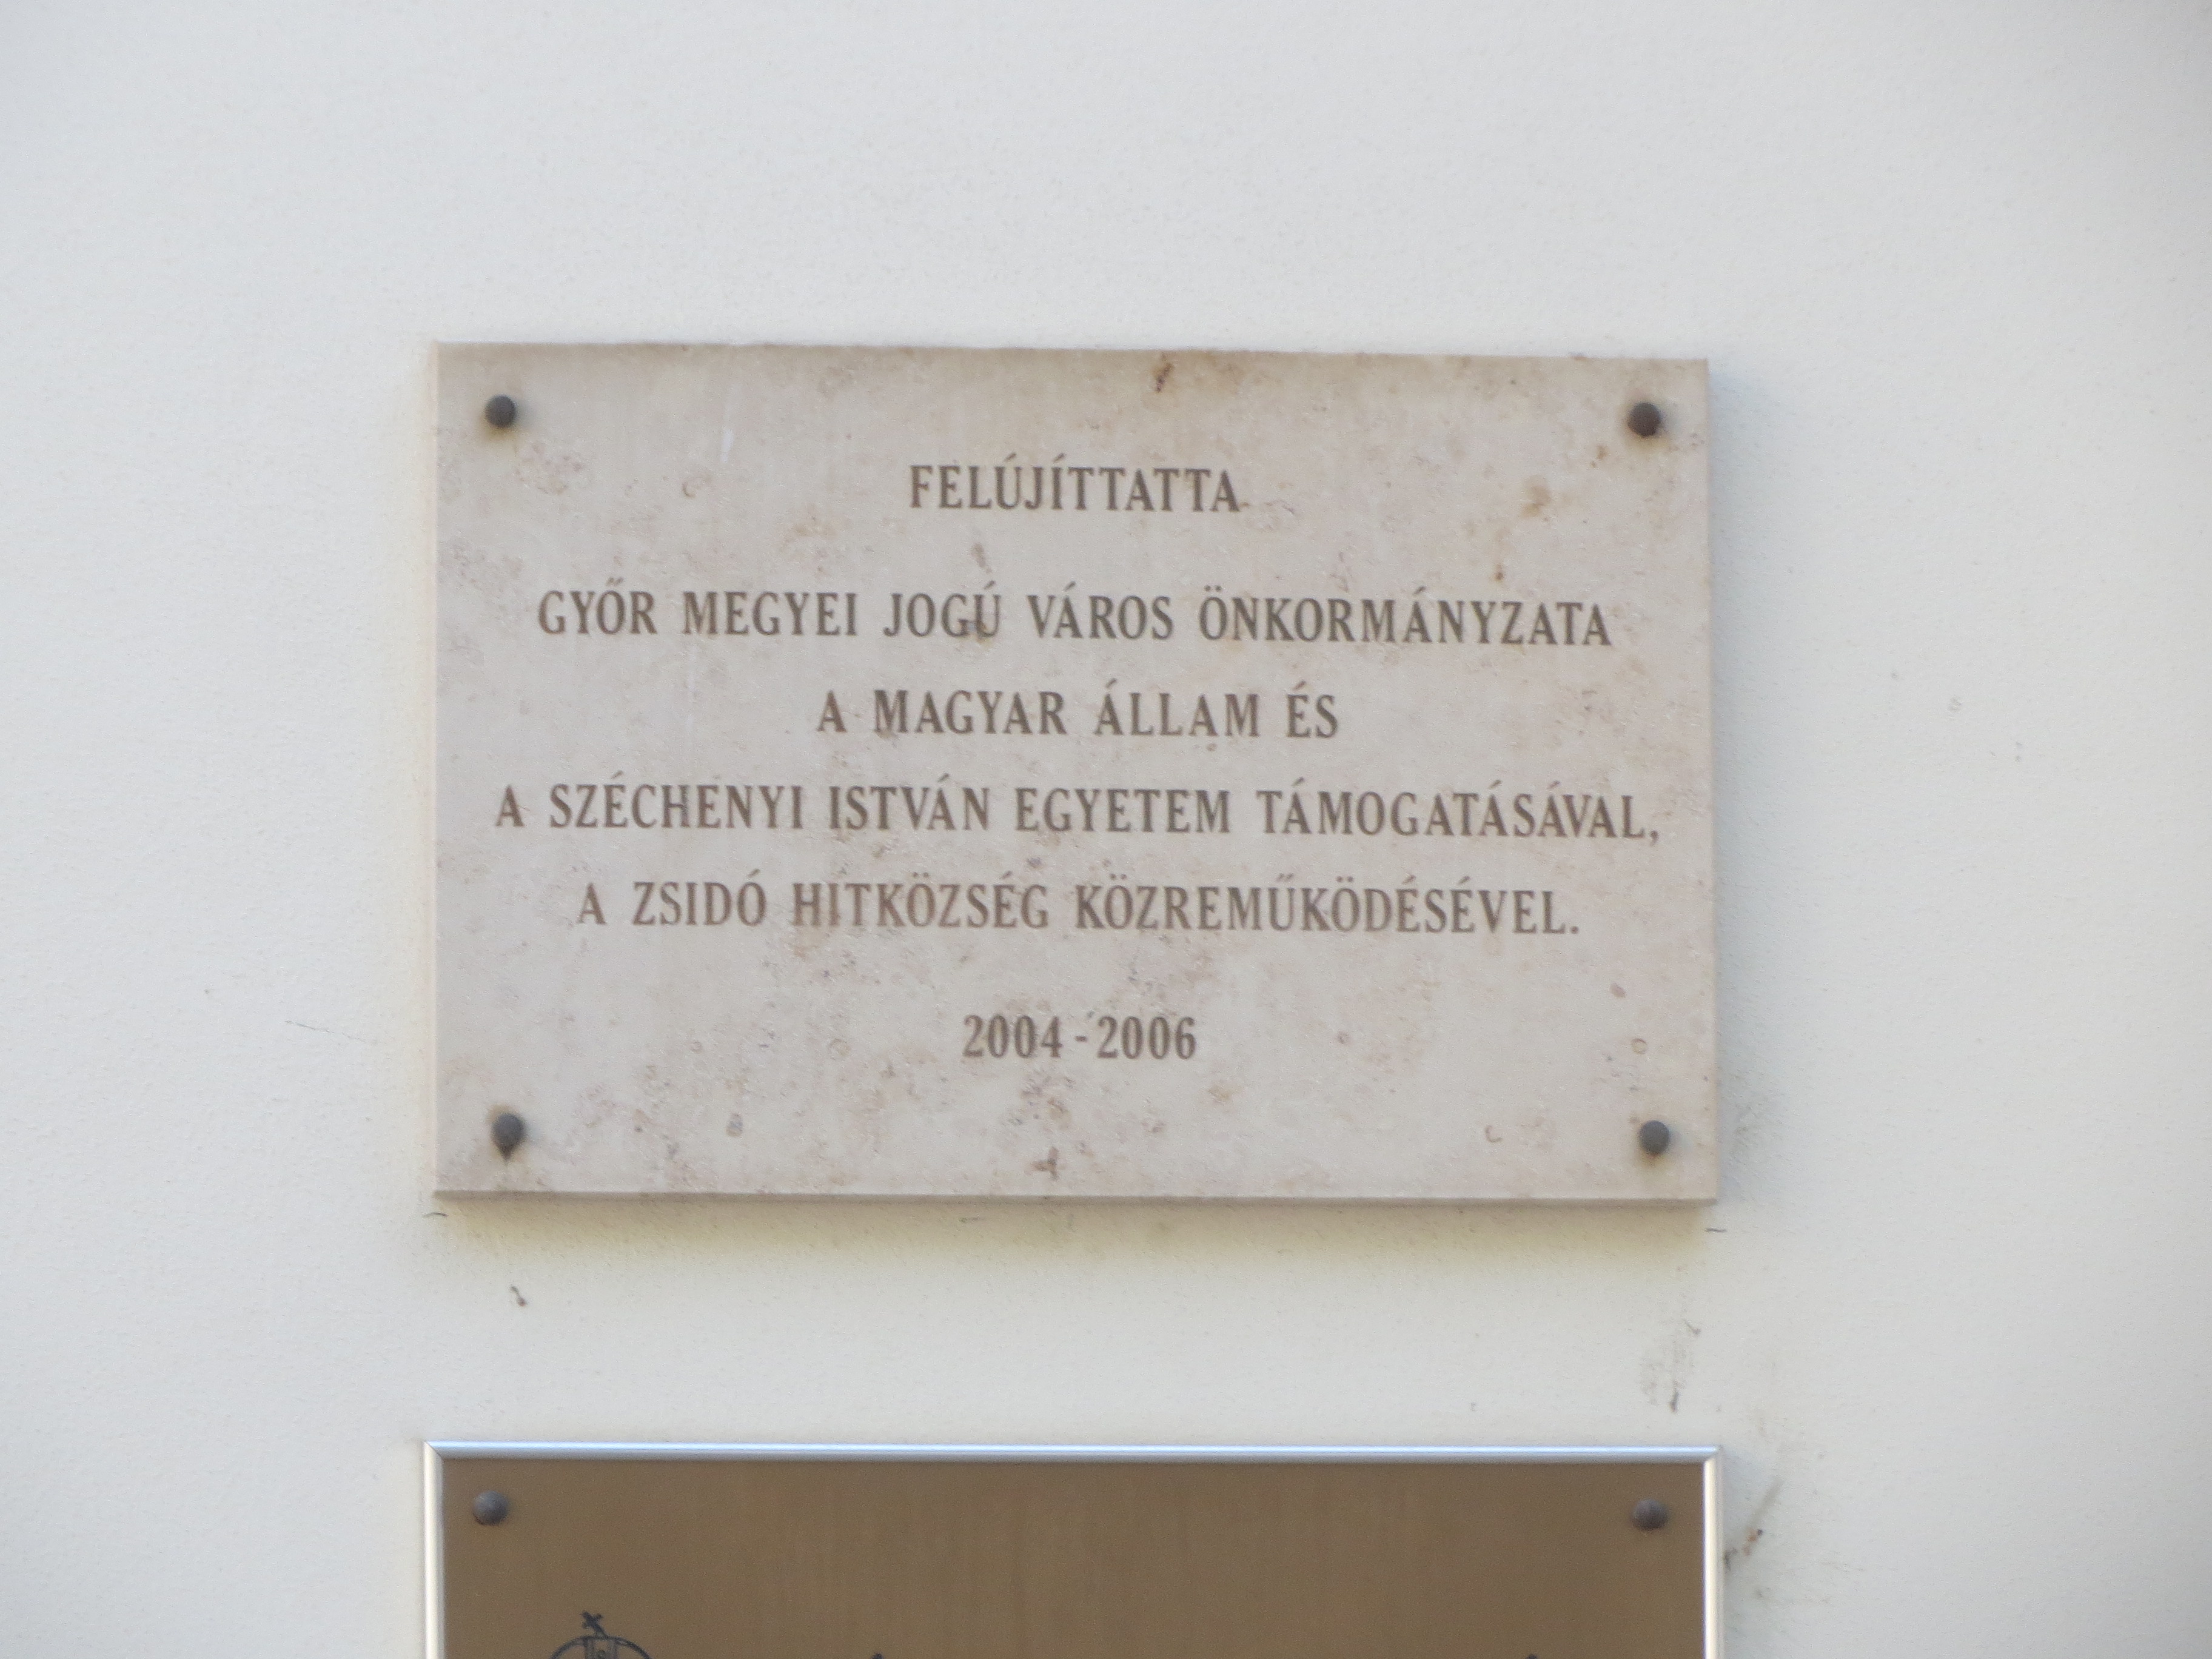 FELÚJÍTTATTA
GYŐR MEGYEI JOGÚ VÁROS ÖNKORMÁNYZATA
A MAGYAR ÁLLAM ÉS
A SZÉCHENYI ISTVÁN EGYETEM TÁMOGATÁSÁVAL,
A ZSIDÓ HITKÖZSÉG KÖZREMŰKÖDÉSÉVEL.
2004-2006